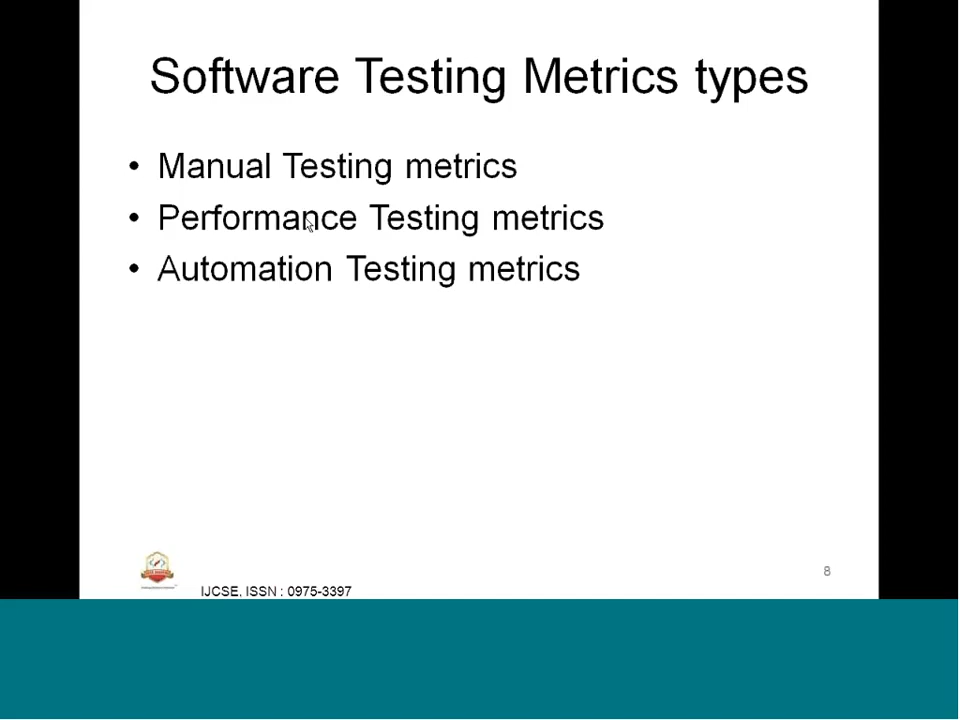 Software Testing Metrics types
• Manual Testing metrics
• Performance Testing metrics
• Automation Testing metrics
8
IJCSE, ISSN : 0975-3397